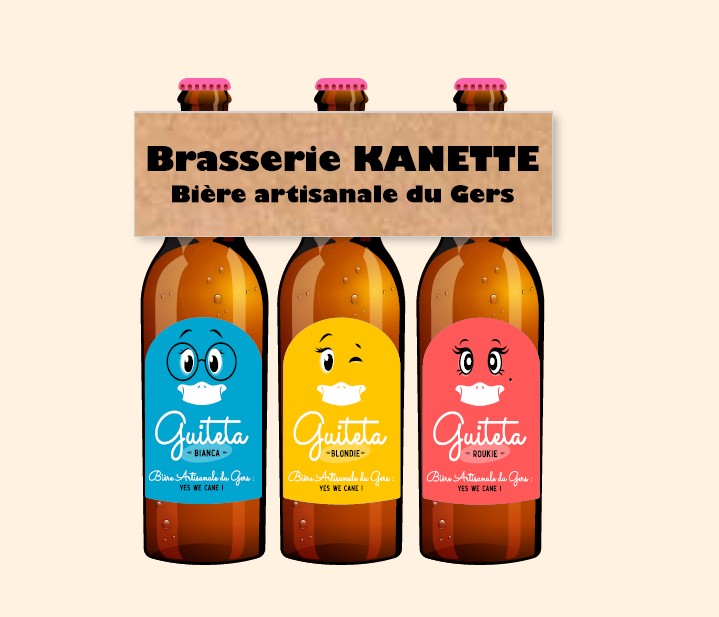 Brasserie KANETTE
Bière artisanale du Gers
Guiteta
BIANCA
Bière Artisanale du Gers :
YES WE CANE !
Guiteta
BLONDIE
Bière Artisanale du Gers :
YES WE CANE !
Guiteta
ROUKIE
Bière Artisanale du Gers :
YES WE CANE !